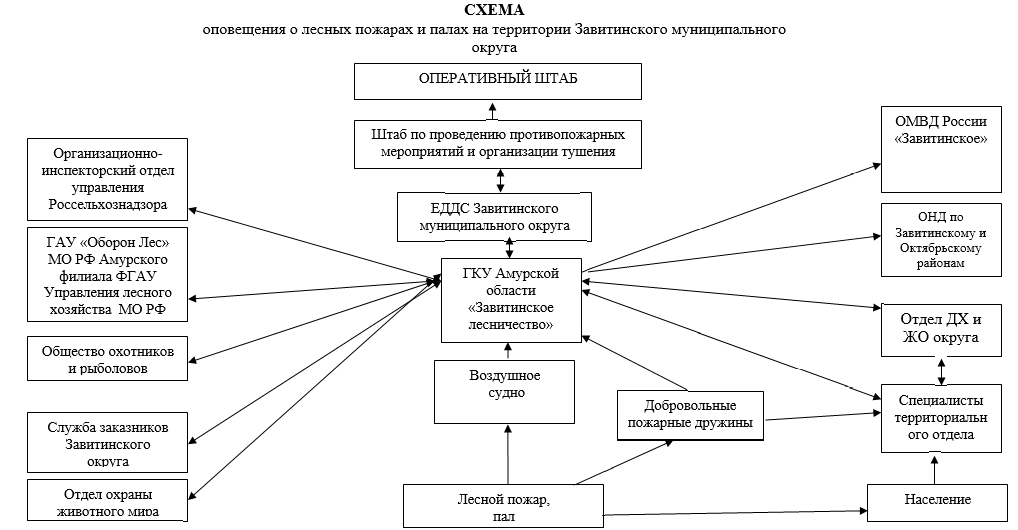 СХЕМА
оповещения о лесных пожарах и палах на территории Завитинского муниципального
округа
ОПЕРАТИВНЫЙ ШТАБ
Штаб по проведению противопожарных
мероприятий и организации тушения
ЕДДС Завитинского
муниципального округа
ГКУ Амурской
области
«Завитинское
лесничество»
Организационно-
инспекторский отдел
управления
Россельхознадзора
ГАУ «Оборон Лес»
МО РФ Амурского
филиала ФГАУ
Управления лесного
хозяйства МО РФ
Общество охотников
и рыболовов
Служба заказников
Завитинского
округа
Отдел охраны
животного мира
ОМВД России
«Завитинское»
ОНД по
Завитинскому и
Октябрьскому
районам
Отдел ДХ и
ЖО округа
Специалисты
территориальн
ого отдела
Воздушное
судно
Добровольные
пожарные дружины
Лесной пожар,
пал
Население